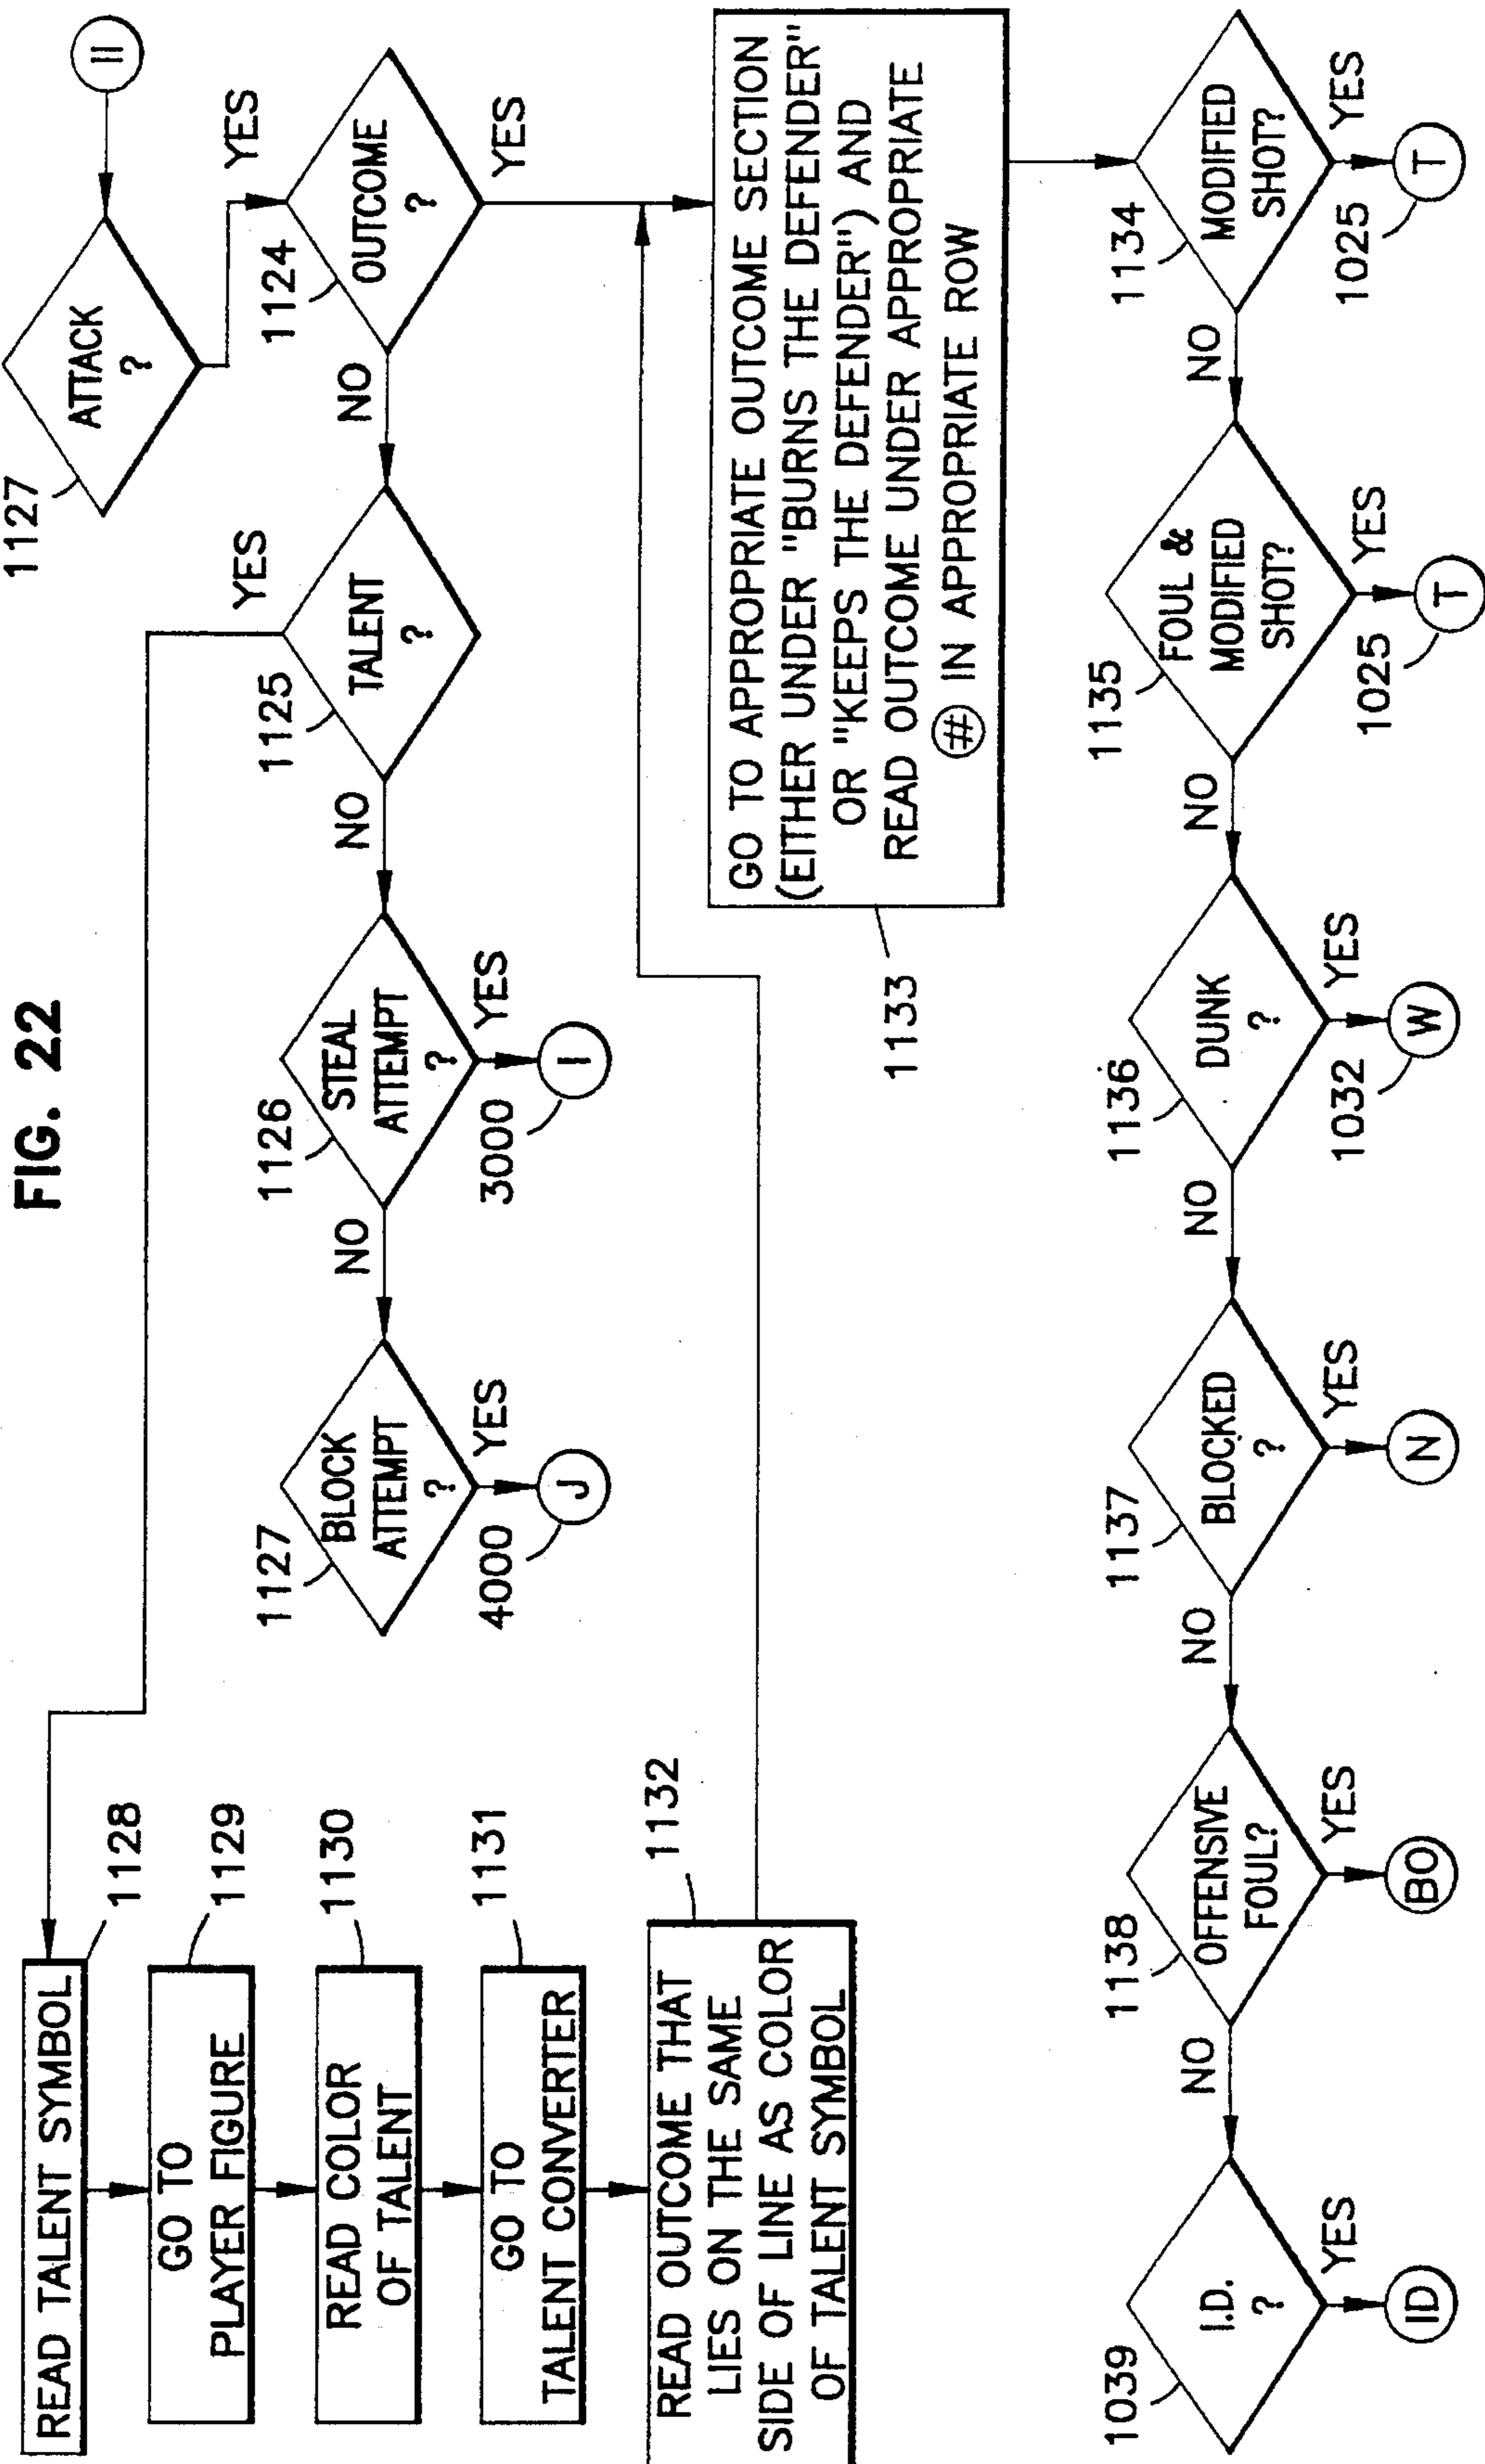 FIG. 22
1127
ATTACK
?
II
YES
READ TALENT SYMBOL
1128
GO TO
PLAYER FIGURE
1129
READ COLOR
OF TALENT
1130
GO TO
TALENT CONVERTER
1131
READ OUTCOME THAT
LIES ON THE SAME
SIDE OF LINE AS COLOR
OF TALENT SYMBOL
1132
1127
BLOCK
ATTEMPT
?
NO
YES
4000
J
1126
STEAL
ATTEMPT
?
NO
YES
3000
I
1125
TALENT
?
YES
NO
1124
OUTCOME
?
YES
1133
GO TO APPROPRIATE OUTCOME SECTION
(EITHER UNDER "BURNS THE DEFENDER"
OR "KEEPS THE DEFENDER") AND
READ OUTCOME UNDER APPROPRIATE
# IN APPROPRIATE ROW
1039
I.D.
?
NO
YES
ID
1138
OFFENSIVE
FOUL?
NO
YES
BO
1137
BLOCKED
?
NO
YES
N
1136
DUNK
?
NO
YES
1032
W
1135
FOUL &
MODIFIED
SHOT?
NO
YES
1025
T
1134
MODIFIED
SHOT?
YES
1025
T